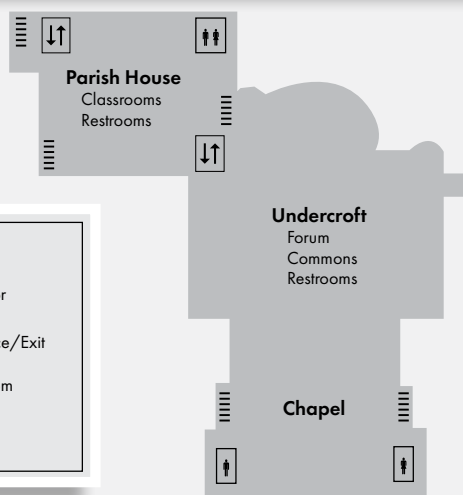 Parish House
Classrooms
Restrooms
Undercroft
Forum
Commons
Restrooms
Chapel
/Exit